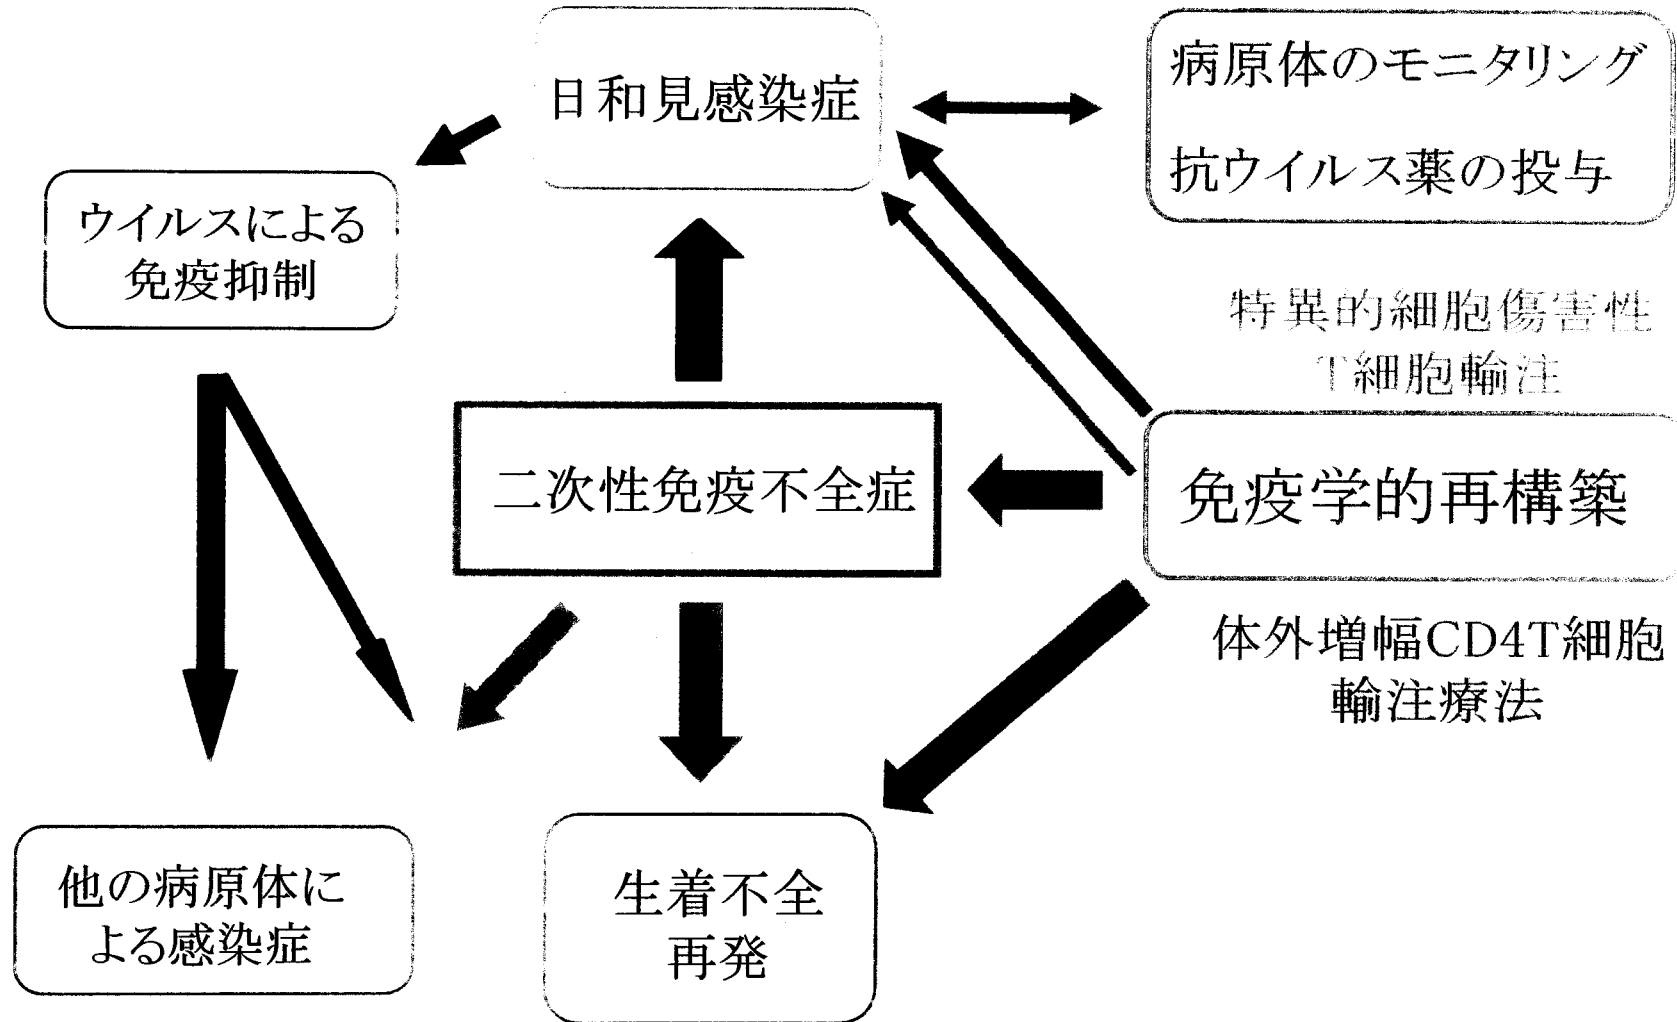 日和見感染症
病原体のモニタリング
抗ウイルス薬の投与
ウイルスによる
免疫抑制
特異的細胞傷害性
T細胞輸注
二次性免疫不全症
免疫学的再構築
体外増幅CD4T細胞
輸注療法
他の病原体に
よる感染症
生着不全
再発